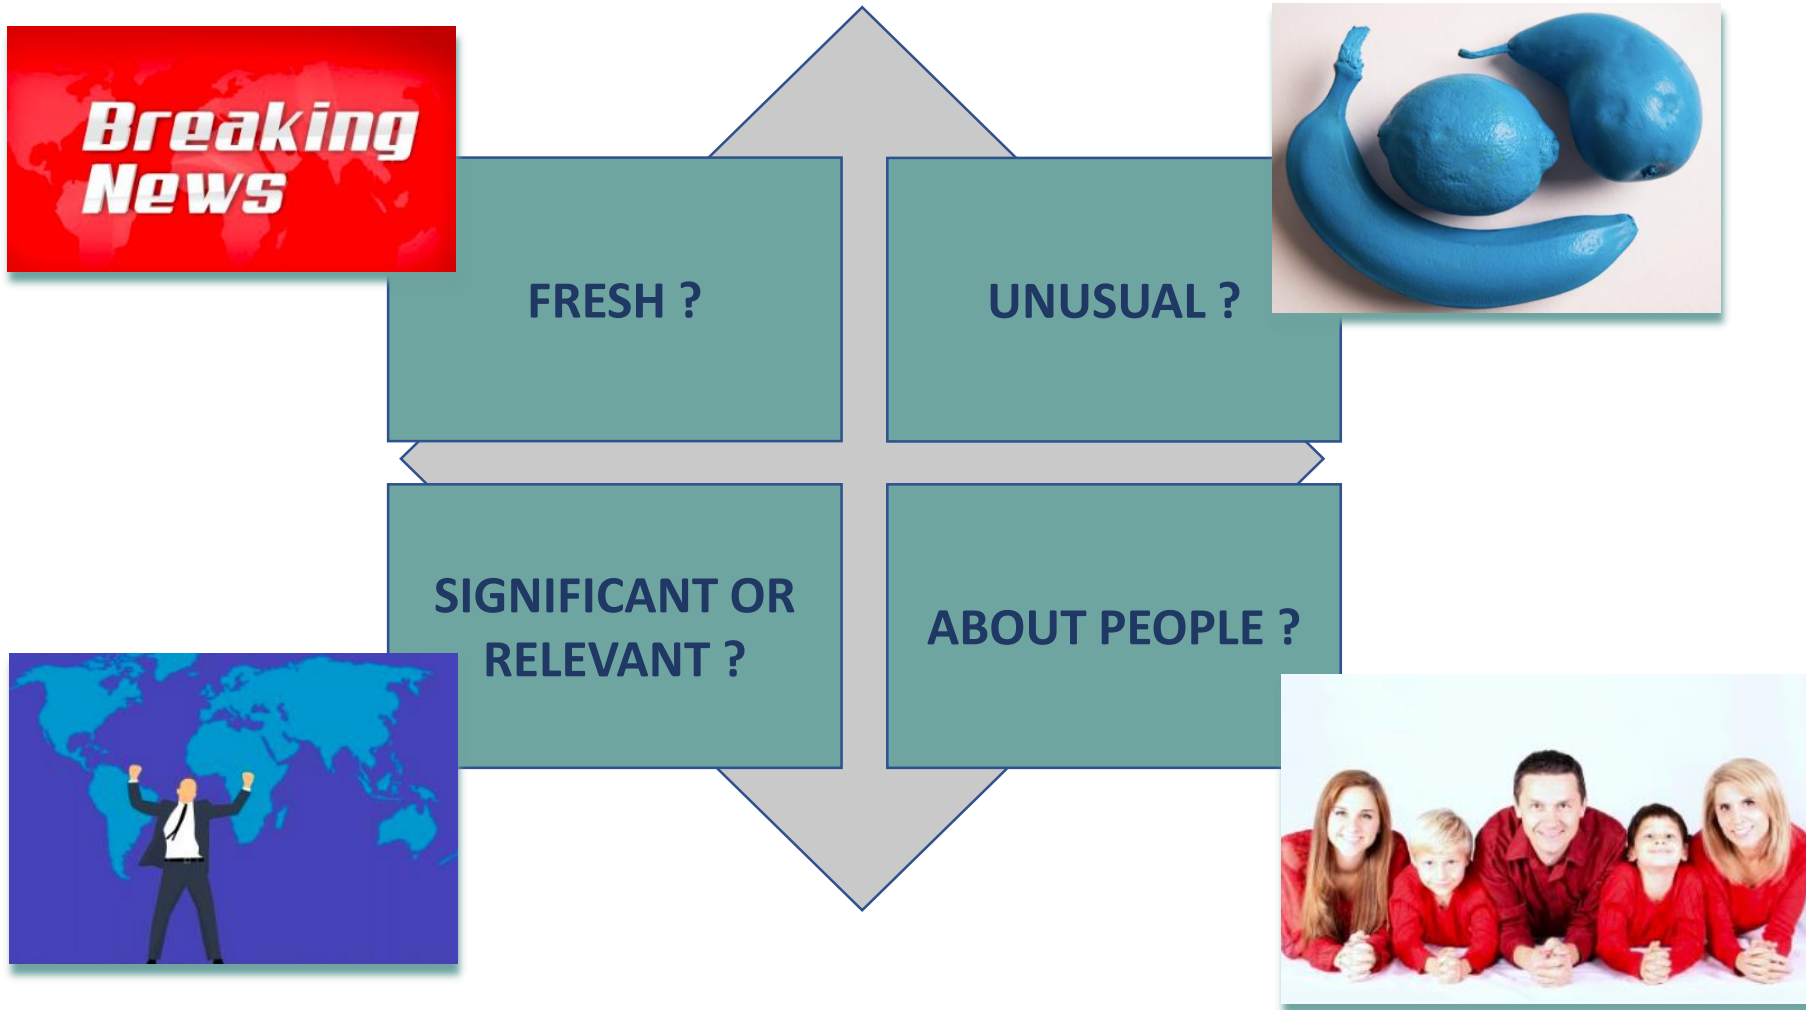 Breaking
News
FRESH ?
UNUSUAL ?
SIGNIFICANT OR
RELEVANT ?
ABOUT PEOPLE ?